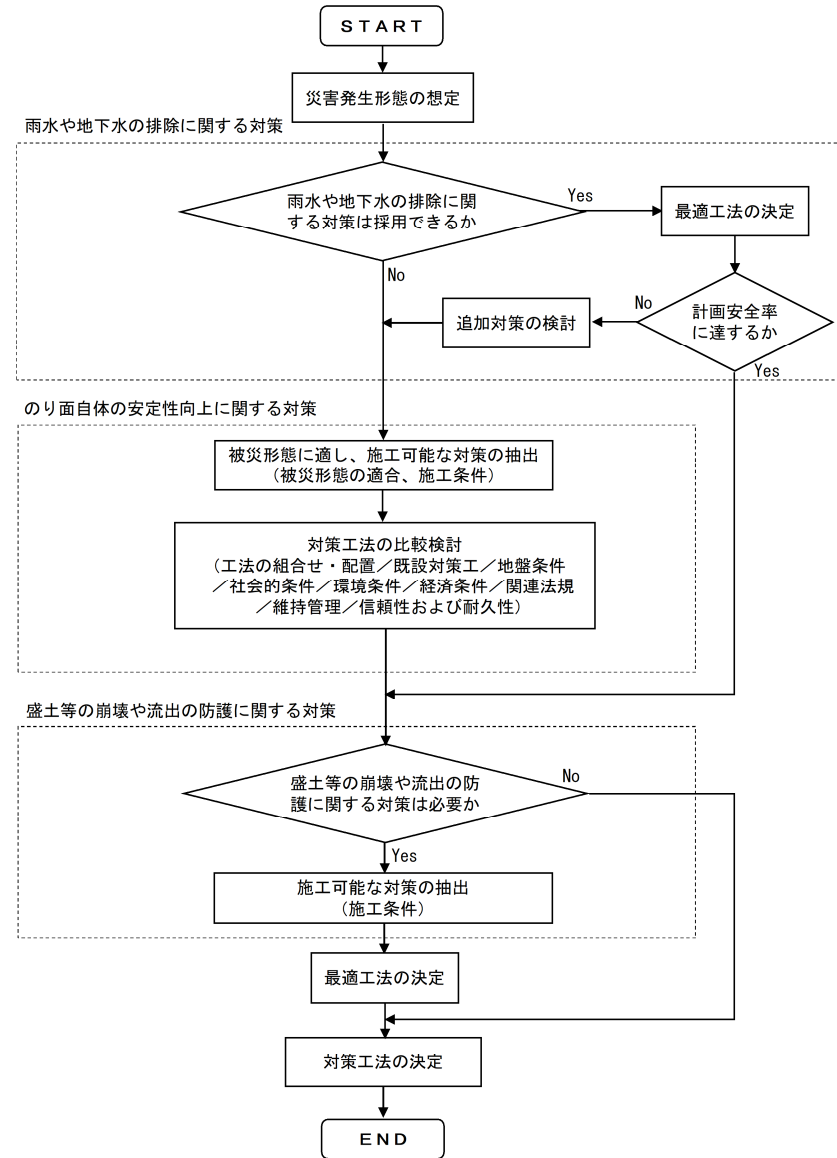 ＳＴＡＲＴ
災害発生形態の想定
雨水や地下水の排除に関する対策
雨水や地下水の排除に関
する対策は採用できるか
Yes
最適工法の決定
No
計画安全率
に達するか
No
追加対策の検討
Yes
のり面自体の安定性向上に関する対策
被災形態に適し、施工可能な対策の抽出
（被災形態の適合、施工条件）
対策工法の比較検討
（工法の組合せ・配置／既設対策工／地盤条件
／社会的条件／環境条件／経済条件／関連法規
／維持管理／信頼性および耐久性）
盛土等の崩壊や流出の防護に関する対策
盛土等の崩壊や流出の防
護に関する対策は必要か
No
Yes
施工可能な対策の抽出
（施工条件）
最適工法の決定
対策工法の決定
ＥＮＤ